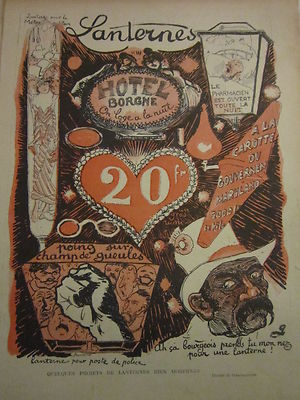 Lanternes
HOTEL
BORGNE
On loge à la nuit
LE
PHARMACIEN
EST OUVERT
TOUTE LA
NUIT
20 fr
A LA
CAROTTE
DU
poing sur
champ de gueules
lanterne pour poste de police
Ah ça bourgeois prends tu mon nez
pour une lanterne !
QUELQUES PROJETS DE LANTERNES BIEN MODERNES